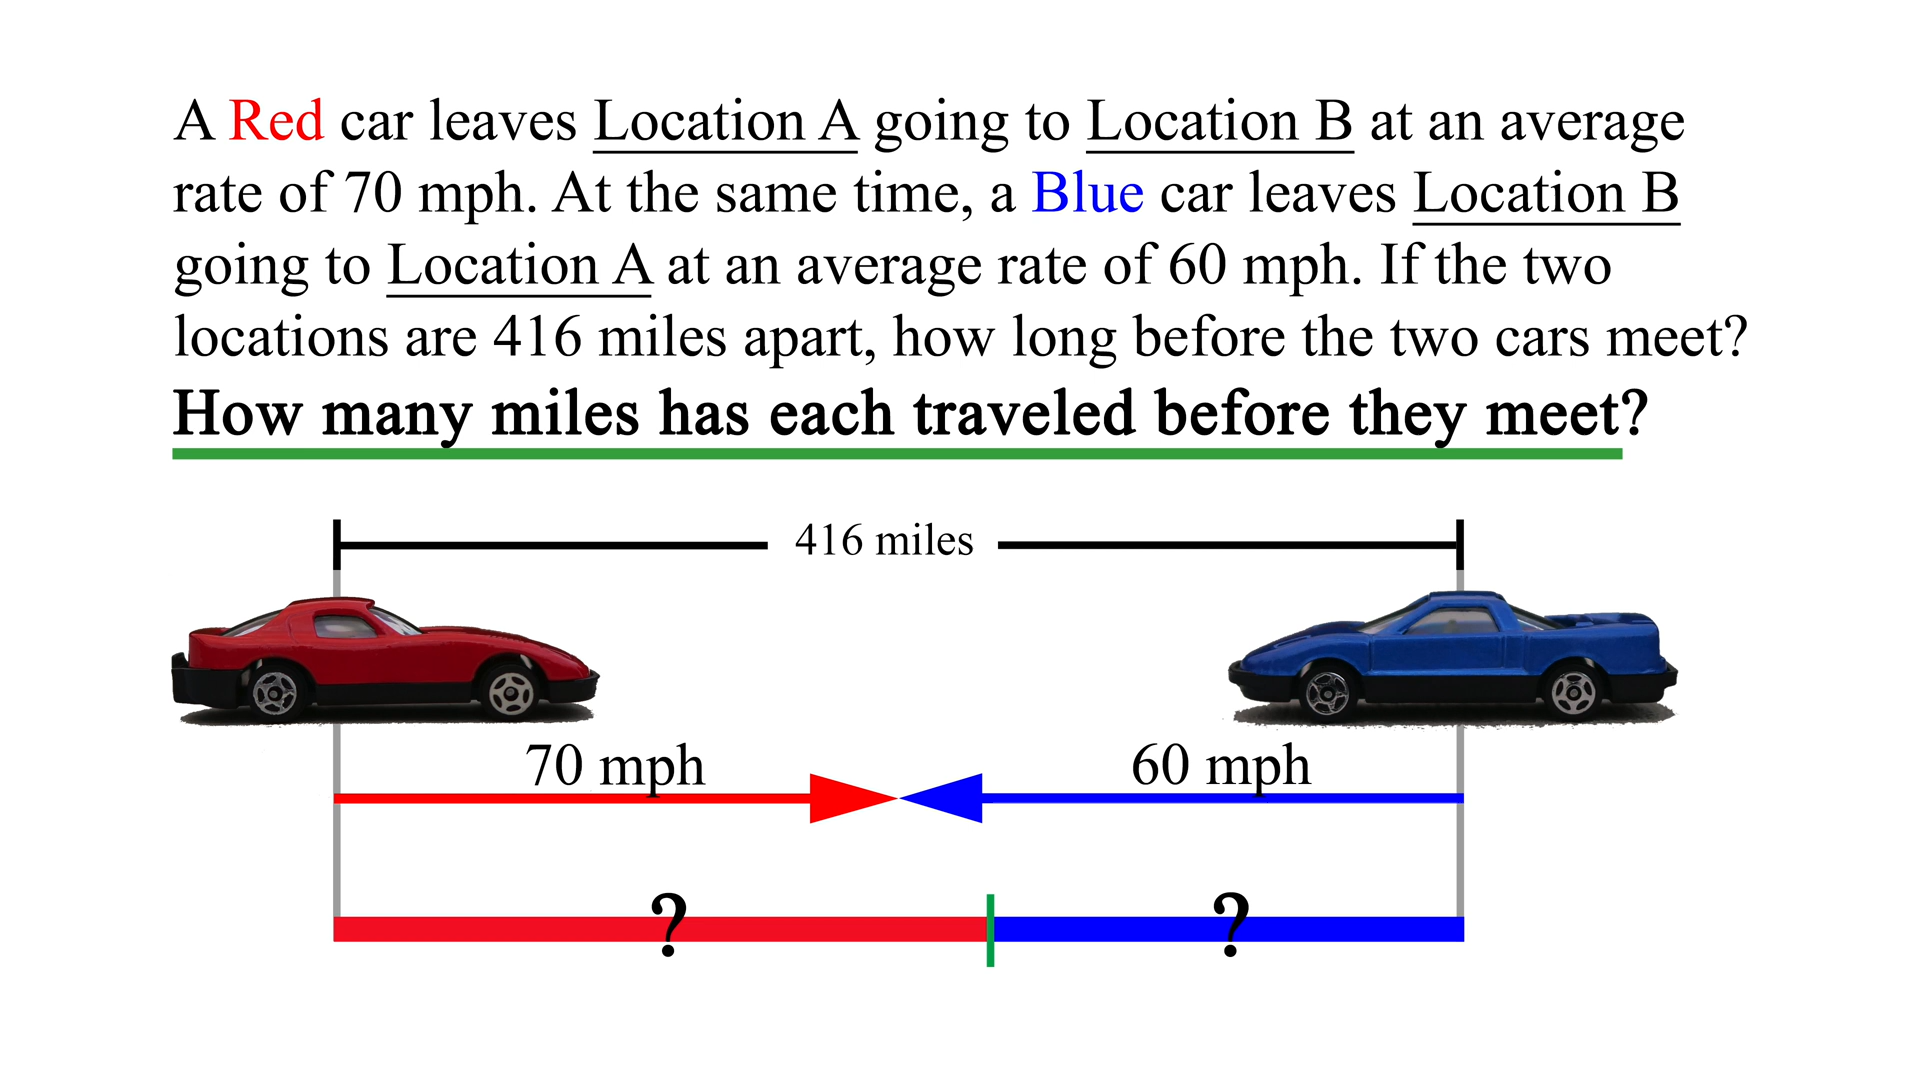 A Red car leaves Location A going to Location B at an average
rate of 70 mph. At the same time, a Blue car leaves Location B
going to Location A at an average rate of 60 mph. If the two
locations are 416 miles apart, how long before the two cars meet?
How many miles has each traveled before they meet?
416 miles
70 mph
60 mph
?
?